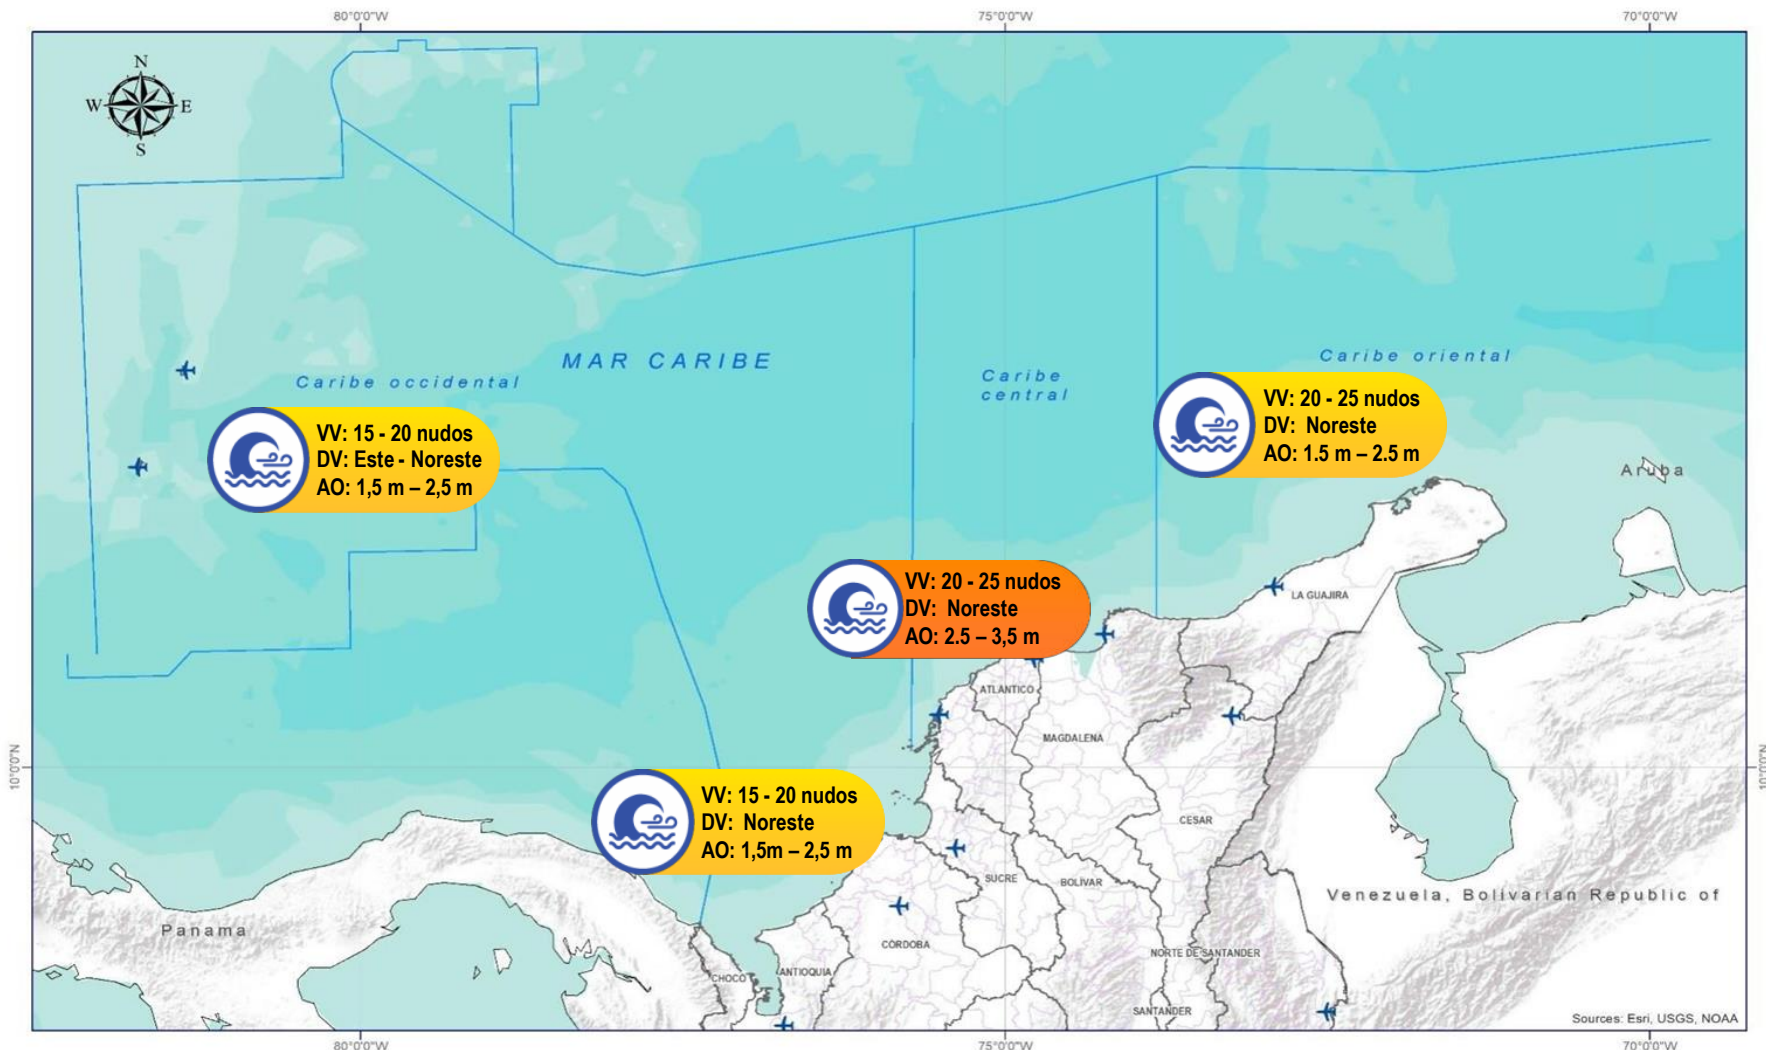 80°0'0"W
75°0'0"W
70°0'0"W
N
W
E
S
MAR CARIBE
Caribe occidental
Caribe
central
Caribe oriental
VV: 20 - 25 nudos
DV: Noreste
AO: 1.5 m – 2.5 m
VV: 15 - 20 nudos
DV: Este - Noreste
AO: 1,5 m – 2,5 m
Aruba
VV: 20 - 25 nudos
DV: Noreste
AO: 2.5 – 3,5 m
LA GUAJIRA
ATLANTICO
MAGDALENA
10°0'0"N
10°0'0"N
VV: 15 - 20 nudos
DV: Noreste
AO: 1,5m – 2,5 m
CESAR
SUCRE
BOLÍVAR
Venezuela, Bolivarian Republic of
Panama
CÓRDOBA
NORTE DE SANTANDER
CHOCO
ANTIOQUIA
SANTANDER
Sources: Esri, USGS, NOAA
80°0'0"W
75°0'0"W
70°0'0"W